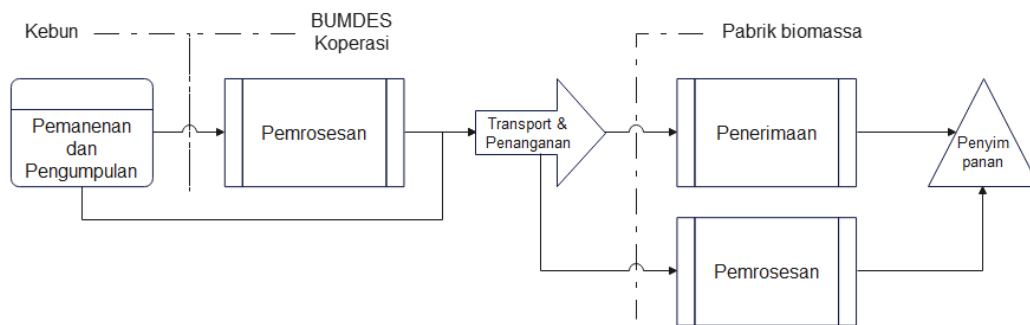 Kebun
BUMDES
Koperasi
Pabrik biomassa
Pemanenan
dan
Pengumpulan
Pemrosesan
Transport &
Penanganan
Penerimaan
Penyim
panan
Pemrosesan